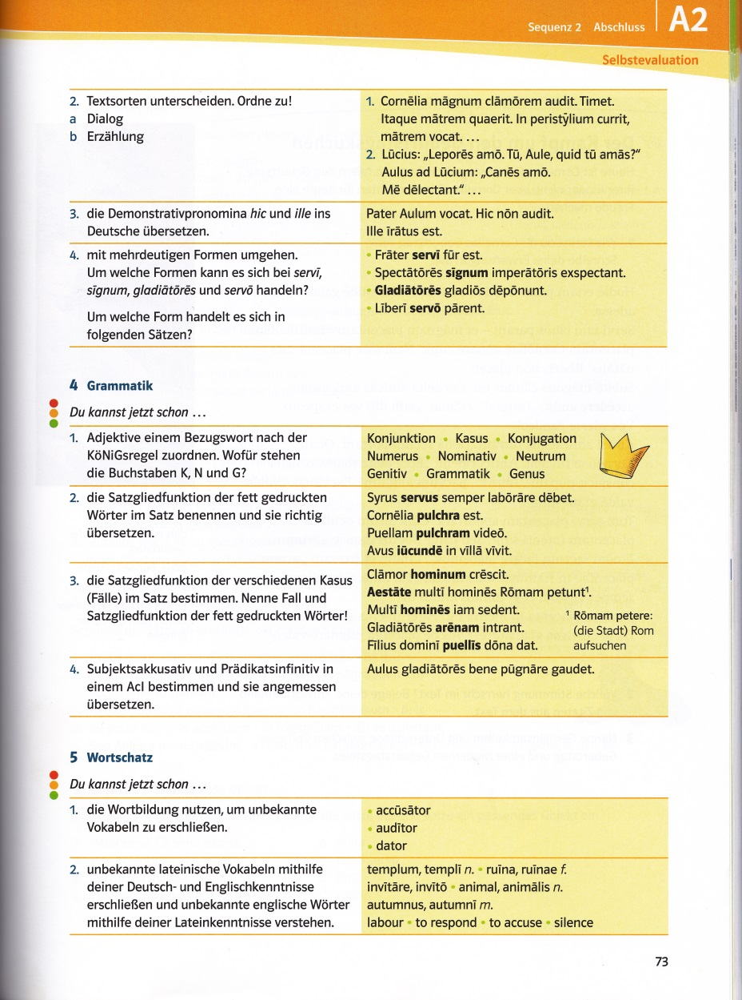 Sequenz 2 Abschluss A2
Selbstevaluation
2. Textsorten unterscheiden. Ordne zu!
a Dialog
b Erzählung
1. Cornēlia māgnum clāmōrem audit. Timet.
Itaque mātrem quaerit. In peristȳlium currit,
mātrem vocat. ...
2. Lūcius: „Leporēs amō. Tū, Aule, quid tū amās?“
Aulus ad Lūcium: „Canēs amō.
Mē dēlectant.“ ...
3. die Demonstrativpronomina hic und ille ins
Deutsche übersetzen.
Pater Aulum vocat. Hic nōn audit.
Ille īrātus est.
4. mit mehrdeutigen Formen umgehen.
Um welche Formen kann es sich bei servī,
sīgnum, gladiātōrēs und servō handeln?
Um welche Form handelt es sich in
folgenden Sätzen?
• Frāter servī fūr est.
• Spectātōrēs sīgnum imperātōris exspectant.
• Gladiātōrēs gladiōs dēpōnunt.
• Līberī servō pārent.
4 Grammatik
Du kannst jetzt schon ...
1. Adjektive einem Bezugswort nach der
KöNiGsregel zuordnen. Wofür stehen
die Buchstaben K, N und G?
Konjunktion • Kasus • Konjugation
Numerus • Nominativ • Neutrum
Genitiv • Grammatik • Genus
2. die Satzgliedfunktion der fett gedruckten
Wörter im Satz benennen und sie richtig
übersetzen.
Syrus servus semper labōrāre dēbet.
Cornēlia pulchra est.
Puellam pulchram videō.
Avus iūcundē in vīllā vīvit.
3. die Satzgliedfunktion der verschiedenen Kasus
(Fälle) im Satz bestimmen. Nenne Fall und
Satzgliedfunktion der fett gedruckten Wörter!
Clāmor hominum crēscit.
Aestāte multī hominēs Rōmam petunt¹.
Multī hominēs iam sedent.
Gladiātōrēs arēnam intrant.
Fīlius dominī puellīs dōna dat.
¹ Rōmam petere:
(die Stadt) Rom
aufsuchen
4. Subjektsakkusativ und Prädikatsinfinitiv in
einem AcI bestimmen und sie angemessen
übersetzen.
Aulus gladiātōrēs bene pūgnāre gaudet.
5 Wortschatz
Du kannst jetzt schon ...
1. die Wortbildung nutzen, um unbekannte
Vokabeln zu erschließen.
• accūsātor
• audītor
• dator
2. unbekannte lateinische Vokabeln mithilfe
deiner Deutsch- und Englischkenntnisse
erschließen und unbekannte englische Wörter
mithilfe deiner Lateinkenntnisse verstehen.
templum, templī n. • ruīna, ruīnae f.
invītāre, invītō • animal, animālis n.
autumnus, autumnī m.
labour • to respond • to accuse • silence
73